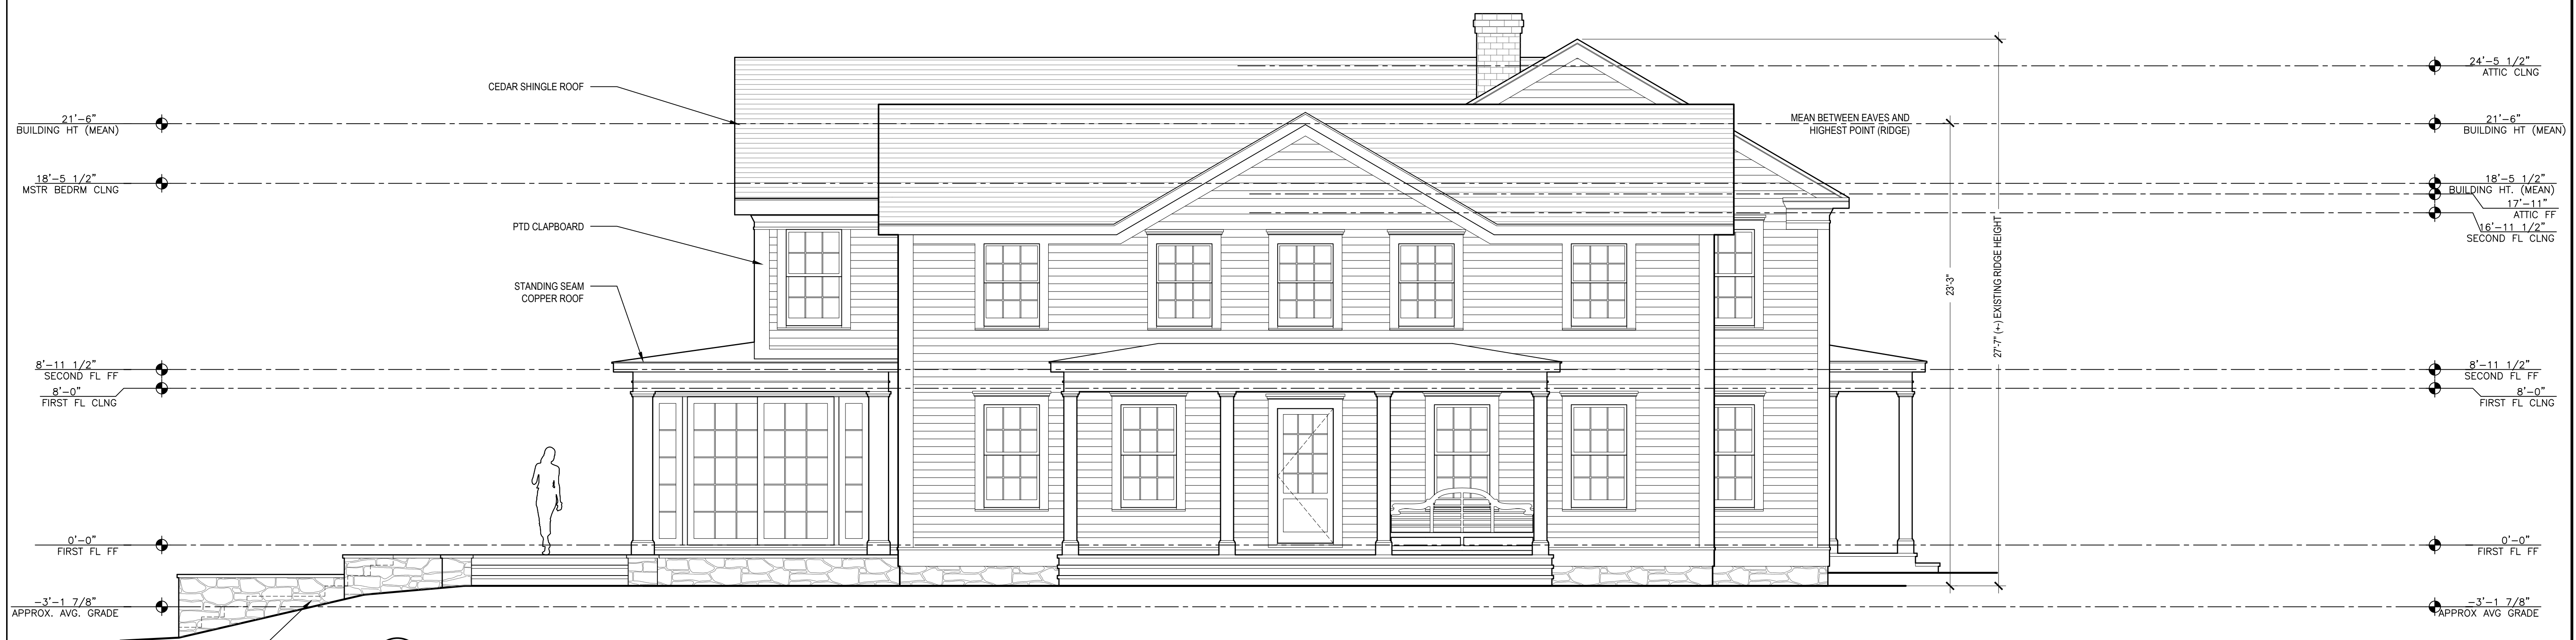 CEDAR SHINGLE ROOF
21'-6"
BUILDING HT (MEAN)
18'-5 1/2"
MSTR BEDRM CLNG
PTD CLAPBOARD
STANDING SEAM
COPPER ROOF
8'-11 1/2"
SECOND FL FF
8'-0"
FIRST FL CLNG
0'-0"
FIRST FL FF
-3'-1 7/8"
APPROX. AVG. GRADE
MEAN BETWEEN EAVES AND
HIGHEST POINT (RIDGE)
23'-3"
27'-7" (+-) EXISTING RIDGE HEIGHT
24'-5 1/2"
ATTIC CLNG
21'-6"
BUILDING HT (MEAN)
18'-5 1/2"
BUILDING HT. (MEAN)
17'-11"
ATTIC FF
16'-11 1/2"
SECOND FL CLNG
8'-11 1/2"
SECOND FL FF
8'-0"
FIRST FL CLNG
0'-0"
FIRST FL FF
-3'-1 7/8"
APPROX AVG GRADE